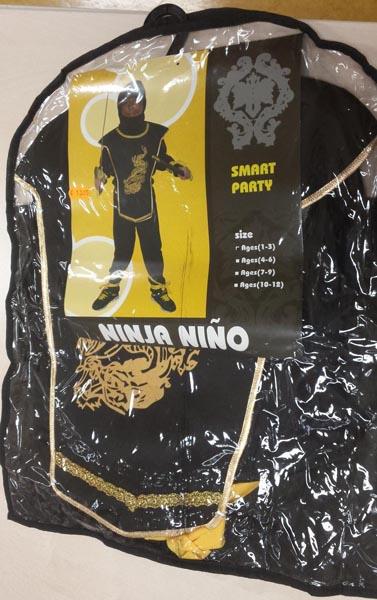 SMART
PARTY
size
Ages(1-3)
Ages(4-6)
Ages(7-9)
Ages(10-12)
NINJA NIÑO